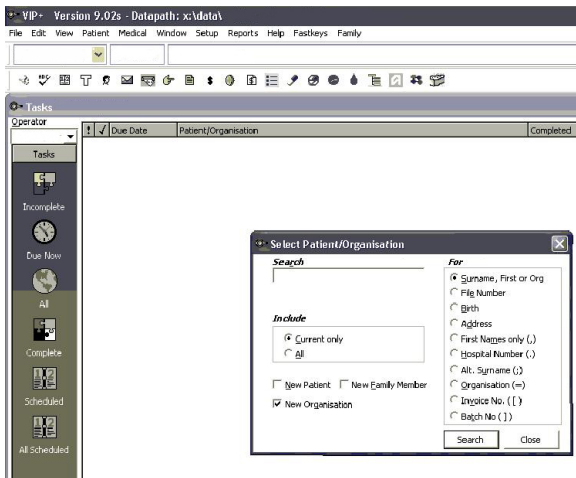 VIP+ Version 9.02s - Datapath: x:\data\
File Edit View Patient Medical Window Setup Reports Help Fastkeys Family
Tasks
Operator
! √ Due Date Patient/Organisation Completed
Tasks
Incomplete
Due Now
All
Complete
Scheduled
All Scheduled
Select Patient/Organisation
Search
Include
Current only
All
New Patient New Family Member
New Organisation
For
Surname, First or Org
File Number
Birth
Address
First Names only (,)
Hospital Number (.)
Alt. Surname (;)
Organisation (=)
Invoice No. ( [ )
Batch No ( ] )
Search Close